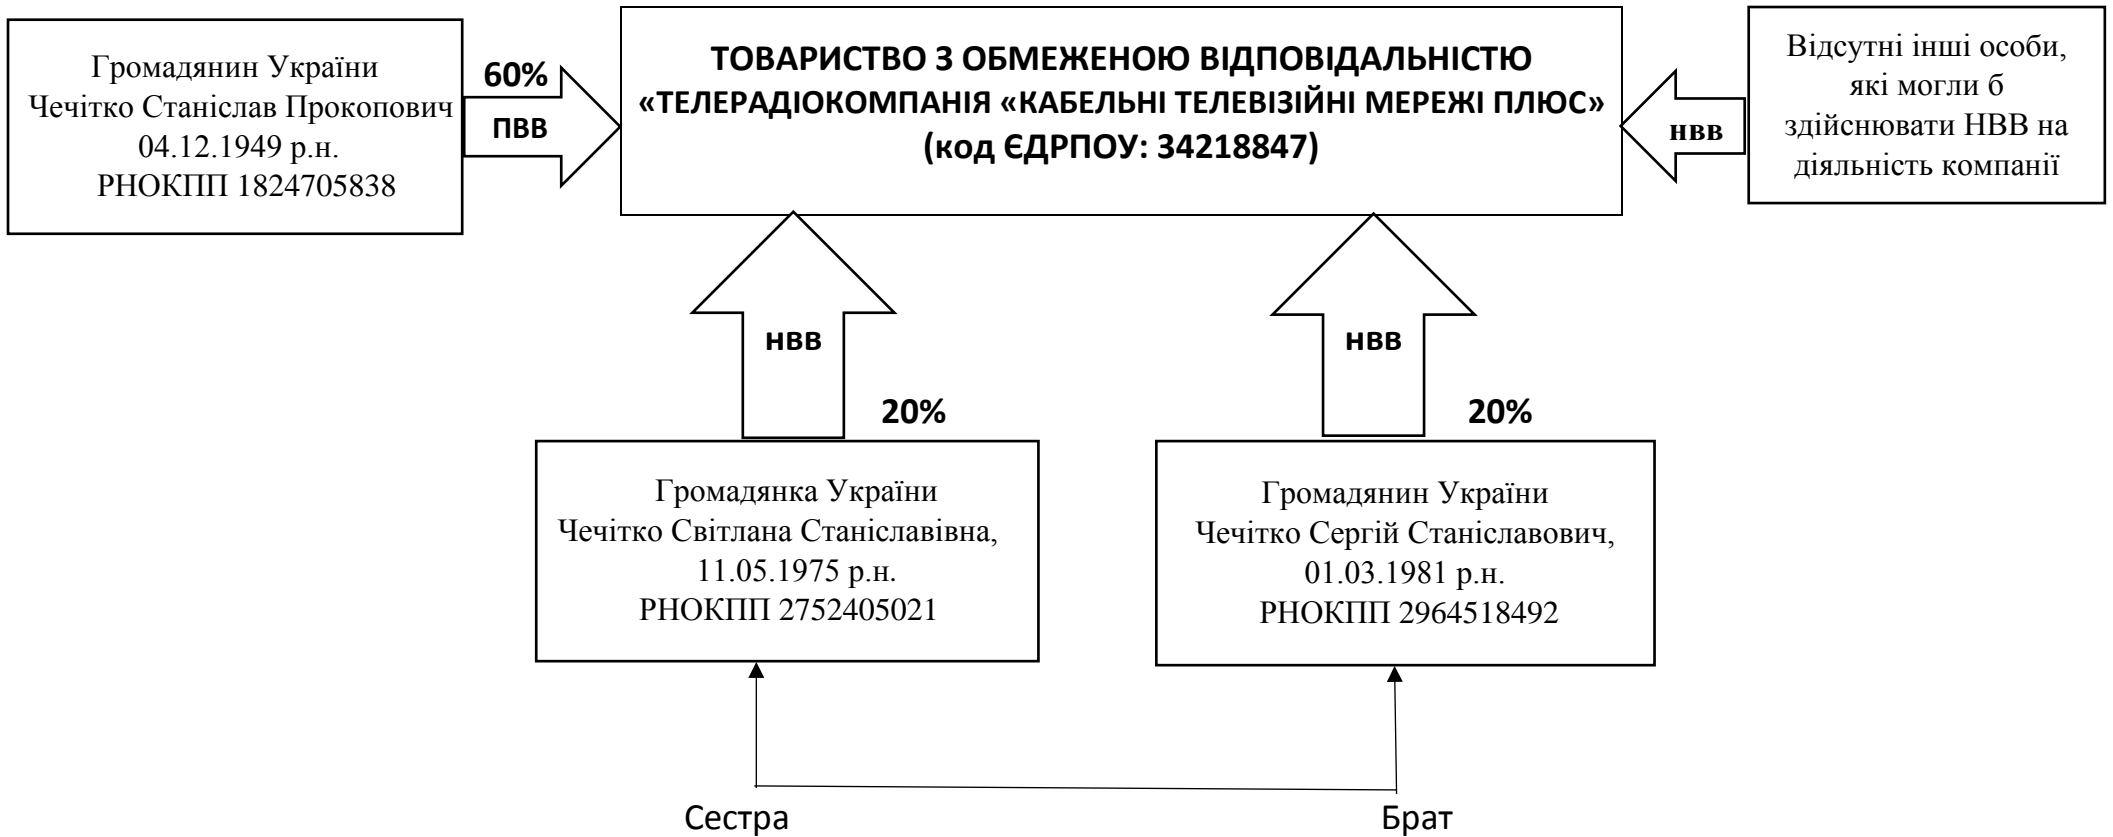 Громадянин України
Чечітко Станіслав Прокопович
04.12.1949 р.н.
РНОКПП 1824705838
60%
ПВВ
ТОВАРИСТВО З ОБМЕЖЕНОЮ ВІДПОВІДАЛЬНІСТЮ
«ТЕЛЕРАДІОКОМПАНІЯ «КАБЕЛЬНІ ТЕЛЕВІЗІЙНІ МЕРЕЖІ ПЛЮС»
(код ЄДРПОУ: 34218847)
НВВ
Відсутні інші особи,
які могли б
здійснювати НВВ на
діяльність компанії
НВВ
20%
НВВ
20%
Громадянка України
Чечітко Світлана Станіславівна,
11.05.1975 р.н.
РНОКПП 2752405021
Громадянин України
Чечітко Сергій Станіславович,
01.03.1981 р.н.
РНОКПП 2964518492
Сестра
Брат